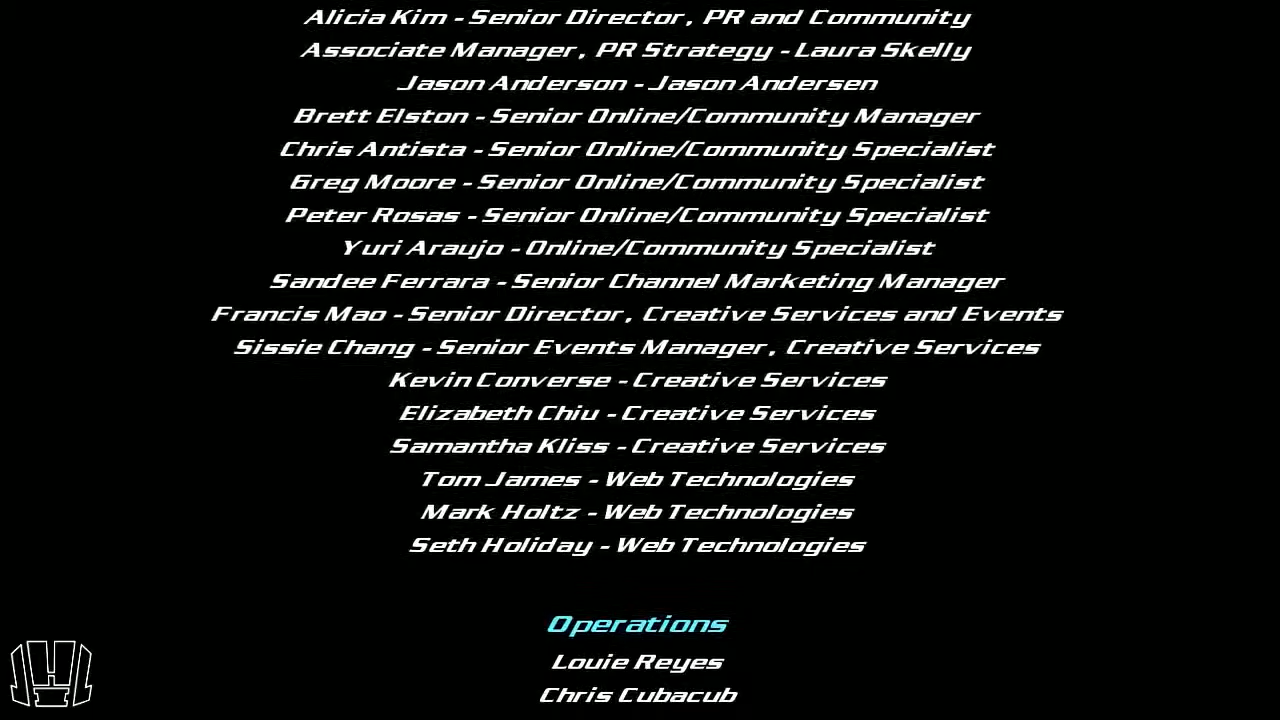 Alicia Kim - Senior Director, PR and Community
Associate Manager, PR Strategy - Laura Skelly
Jason Anderson - Jason Andersen
Brett Elston - Senior Online/Community Manager
Chris Antista - Senior Online/Community Specialist
Greg Moore - Senior Online/Community Specialist
Peter Rosas - Senior Online/Community Specialist
Yuri Araujo - Online/Community Specialist
Sandee Ferrara - Senior Channel Marketing Manager
Francis Mao - Senior Director, Creative Services and Events
Sissie Chang - Senior Events Manager, Creative Services
Kevin Converse - Creative Services
Elizabeth Chiu - Creative Services
Samantha Kliss - Creative Services
Tom James - Web Technologies
Mark Holtz - Web Technologies
Seth Holiday - Web Technologies
Operations
Louie Reyes
Chris Cubacub